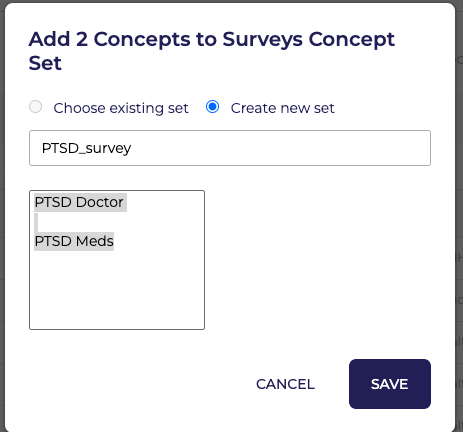 Add 2 Concepts to Surveys Concept
Set
Choose existing set Create new set
PTSD_survey
PTSD Doctor
PTSD Meds
CANCEL SAVE